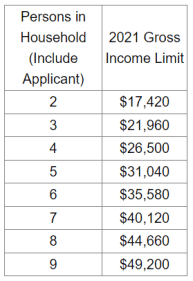 Persons in
Household
(Include
Applicant)
2021 Gross
Income Limit
2 $17,420
3 $21,960
4 $26,500
5 $31,040
6 $35,580
7 $40,120
8 $44,660
9 $49,200